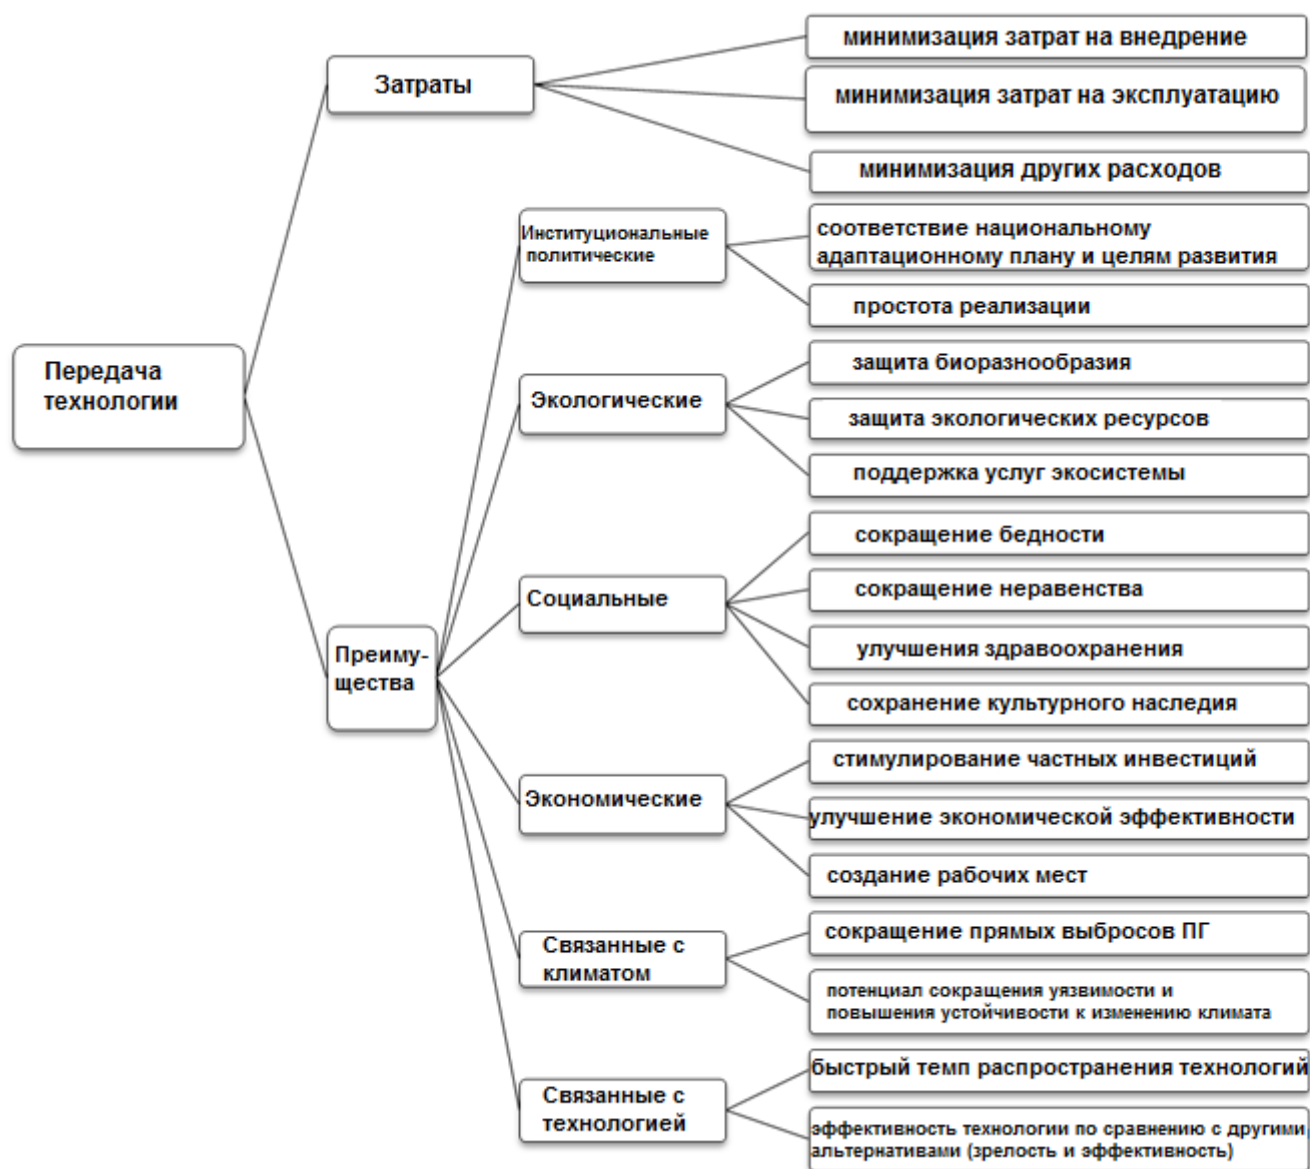 Передача
технологии
Затраты
минимизация затрат на внедрение
минимизация затрат на эксплуатацию
минимизация других расходов
Преиму-
щества
Институциональные
политические
соответствие национальному
адаптационному плану и целям развития
простота реализации
Экологические
защита биоразнообразия
защита экологических ресурсов
поддержка услуг экосистемы
Социальные
сокращение бедности
сокращение неравенства
улучшения здравоохранения
сохранение культурного наследия
Экономические
стимулирование частных инвестиций
улучшение экономической эффективности
создание рабочих мест
Связанные с
климатом
сокращение прямых выбросов ПГ
потенциал сокращения уязвимости и
повышения устойчивости к изменению климата
Связанные с
технологией
быстрый темп распространения технологий
эффективность технологии по сравнению с другими
альтернативами (зрелость и эффективность)